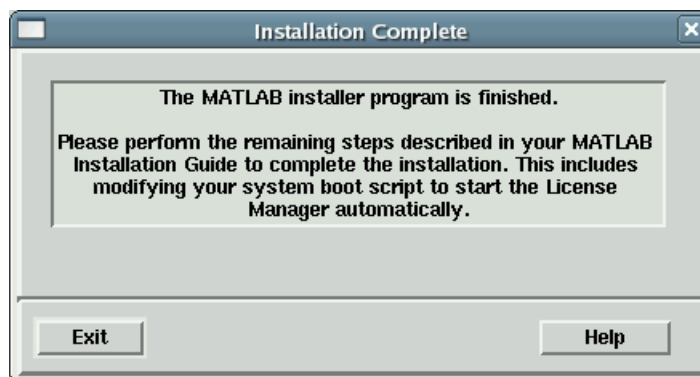 Installation Complete
The MATLAB installer program is finished.
Please perform the remaining steps described in your MATLAB
Installation Guide to complete the installation. This includes
modifying your system boot script to start the License
Manager automatically.
Exit
Help